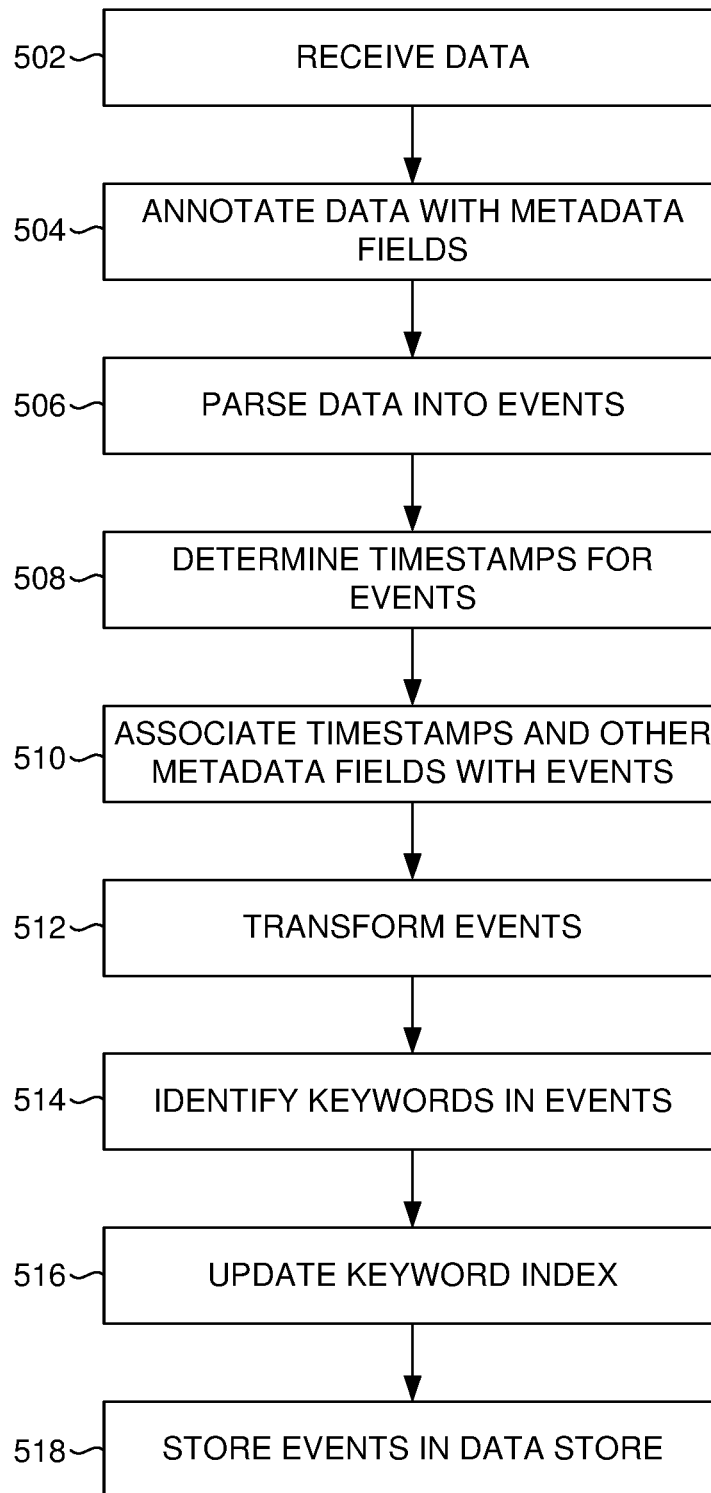 502
RECEIVE DATA
504
ANNOTATE DATA WITH METADATA
FIELDS
506
PARSE DATA INTO EVENTS
508
DETERMINE TIMESTAMPS FOR
EVENTS
510
ASSOCIATE TIMESTAMPS AND OTHER
METADATA FIELDS WITH EVENTS
512
TRANSFORM EVENTS
514
IDENTIFY KEYWORDS IN EVENTS
516
UPDATE KEYWORD INDEX
518
STORE EVENTS IN DATA STORE